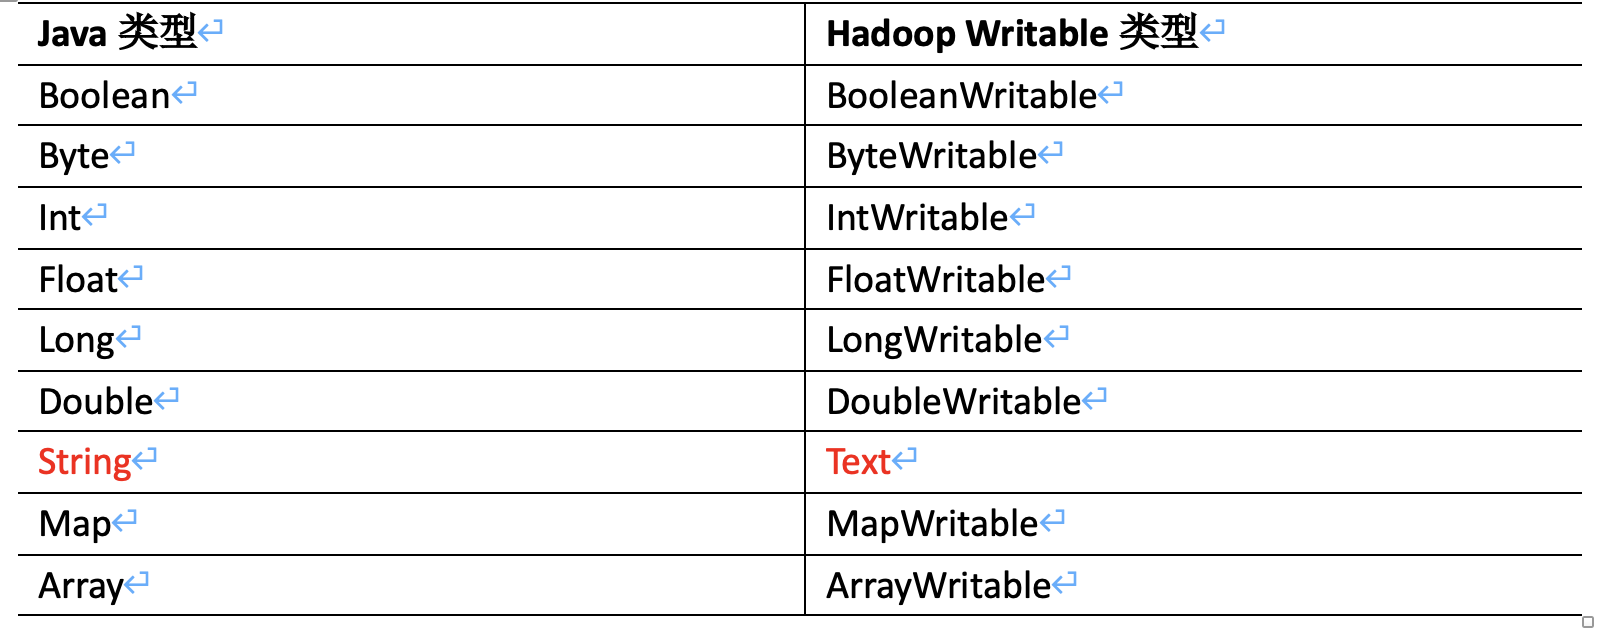 Java 类型 Hadoop Writable 类型
Boolean BooleanWritable
Byte ByteWritable
Int IntWritable
Float FloatWritable
Long LongWritable
Double DoubleWritable
String Text
Map MapWritable
Array ArrayWritable